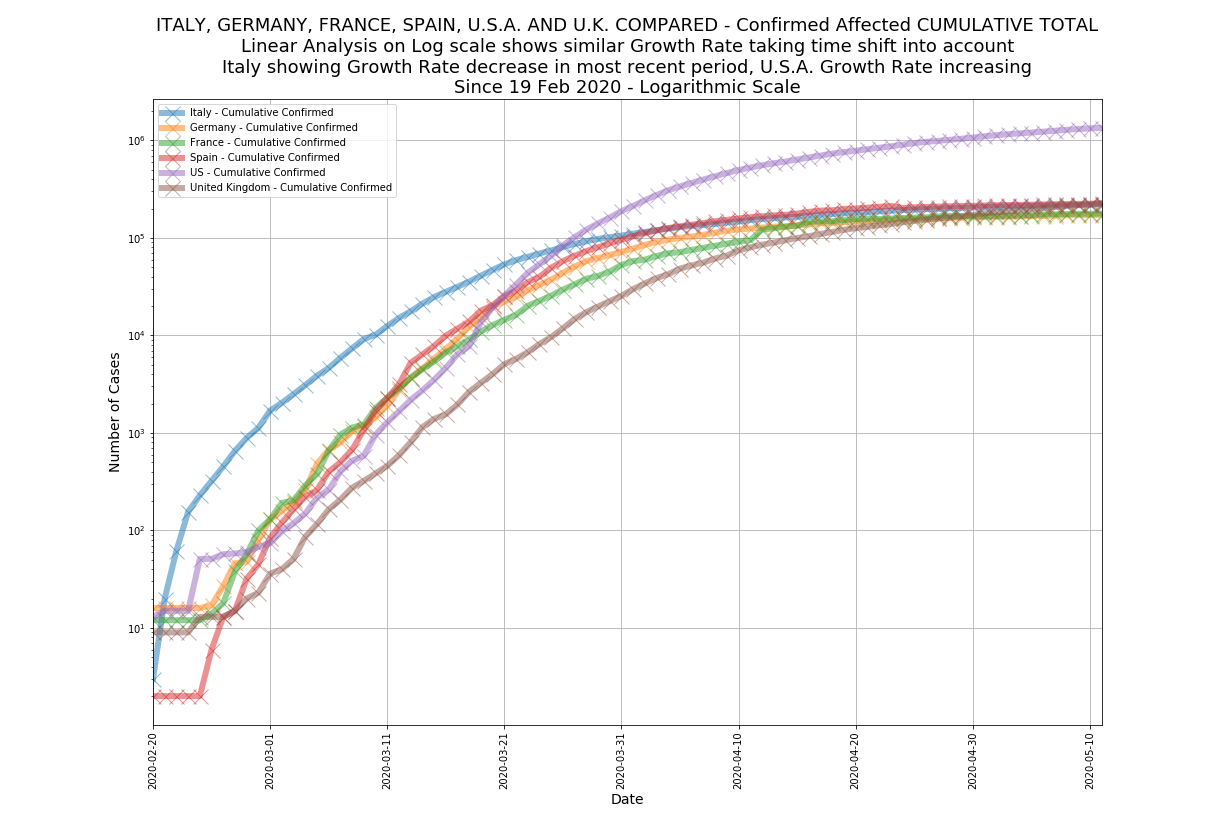 ITALY, GERMANY, FRANCE, SPAIN, U.S.A. AND U.K. COMPARED - Confirmed Affected CUMULATIVE TOTAL
Linear Analysis on Log scale shows similar Growth Rate taking time shift into account
Italy showing Growth Rate decrease in most recent period, U.S.A. Growth Rate increasing
Since 19 Feb 2020 - Logarithmic Scale
Italy - Cumulative Confirmed
Germany - Cumulative Confirmed
France - Cumulative Confirmed
Spain - Cumulative Confirmed
US - Cumulative Confirmed
United Kingdom - Cumulative Confirmed
10⁶
10⁵
10⁴
10³
10²
10¹
Number of Cases
2020-02-20
2020-03-01
2020-03-11
2020-03-21
2020-03-31
2020-04-10
2020-04-20
2020-04-30
2020-05-10
Date